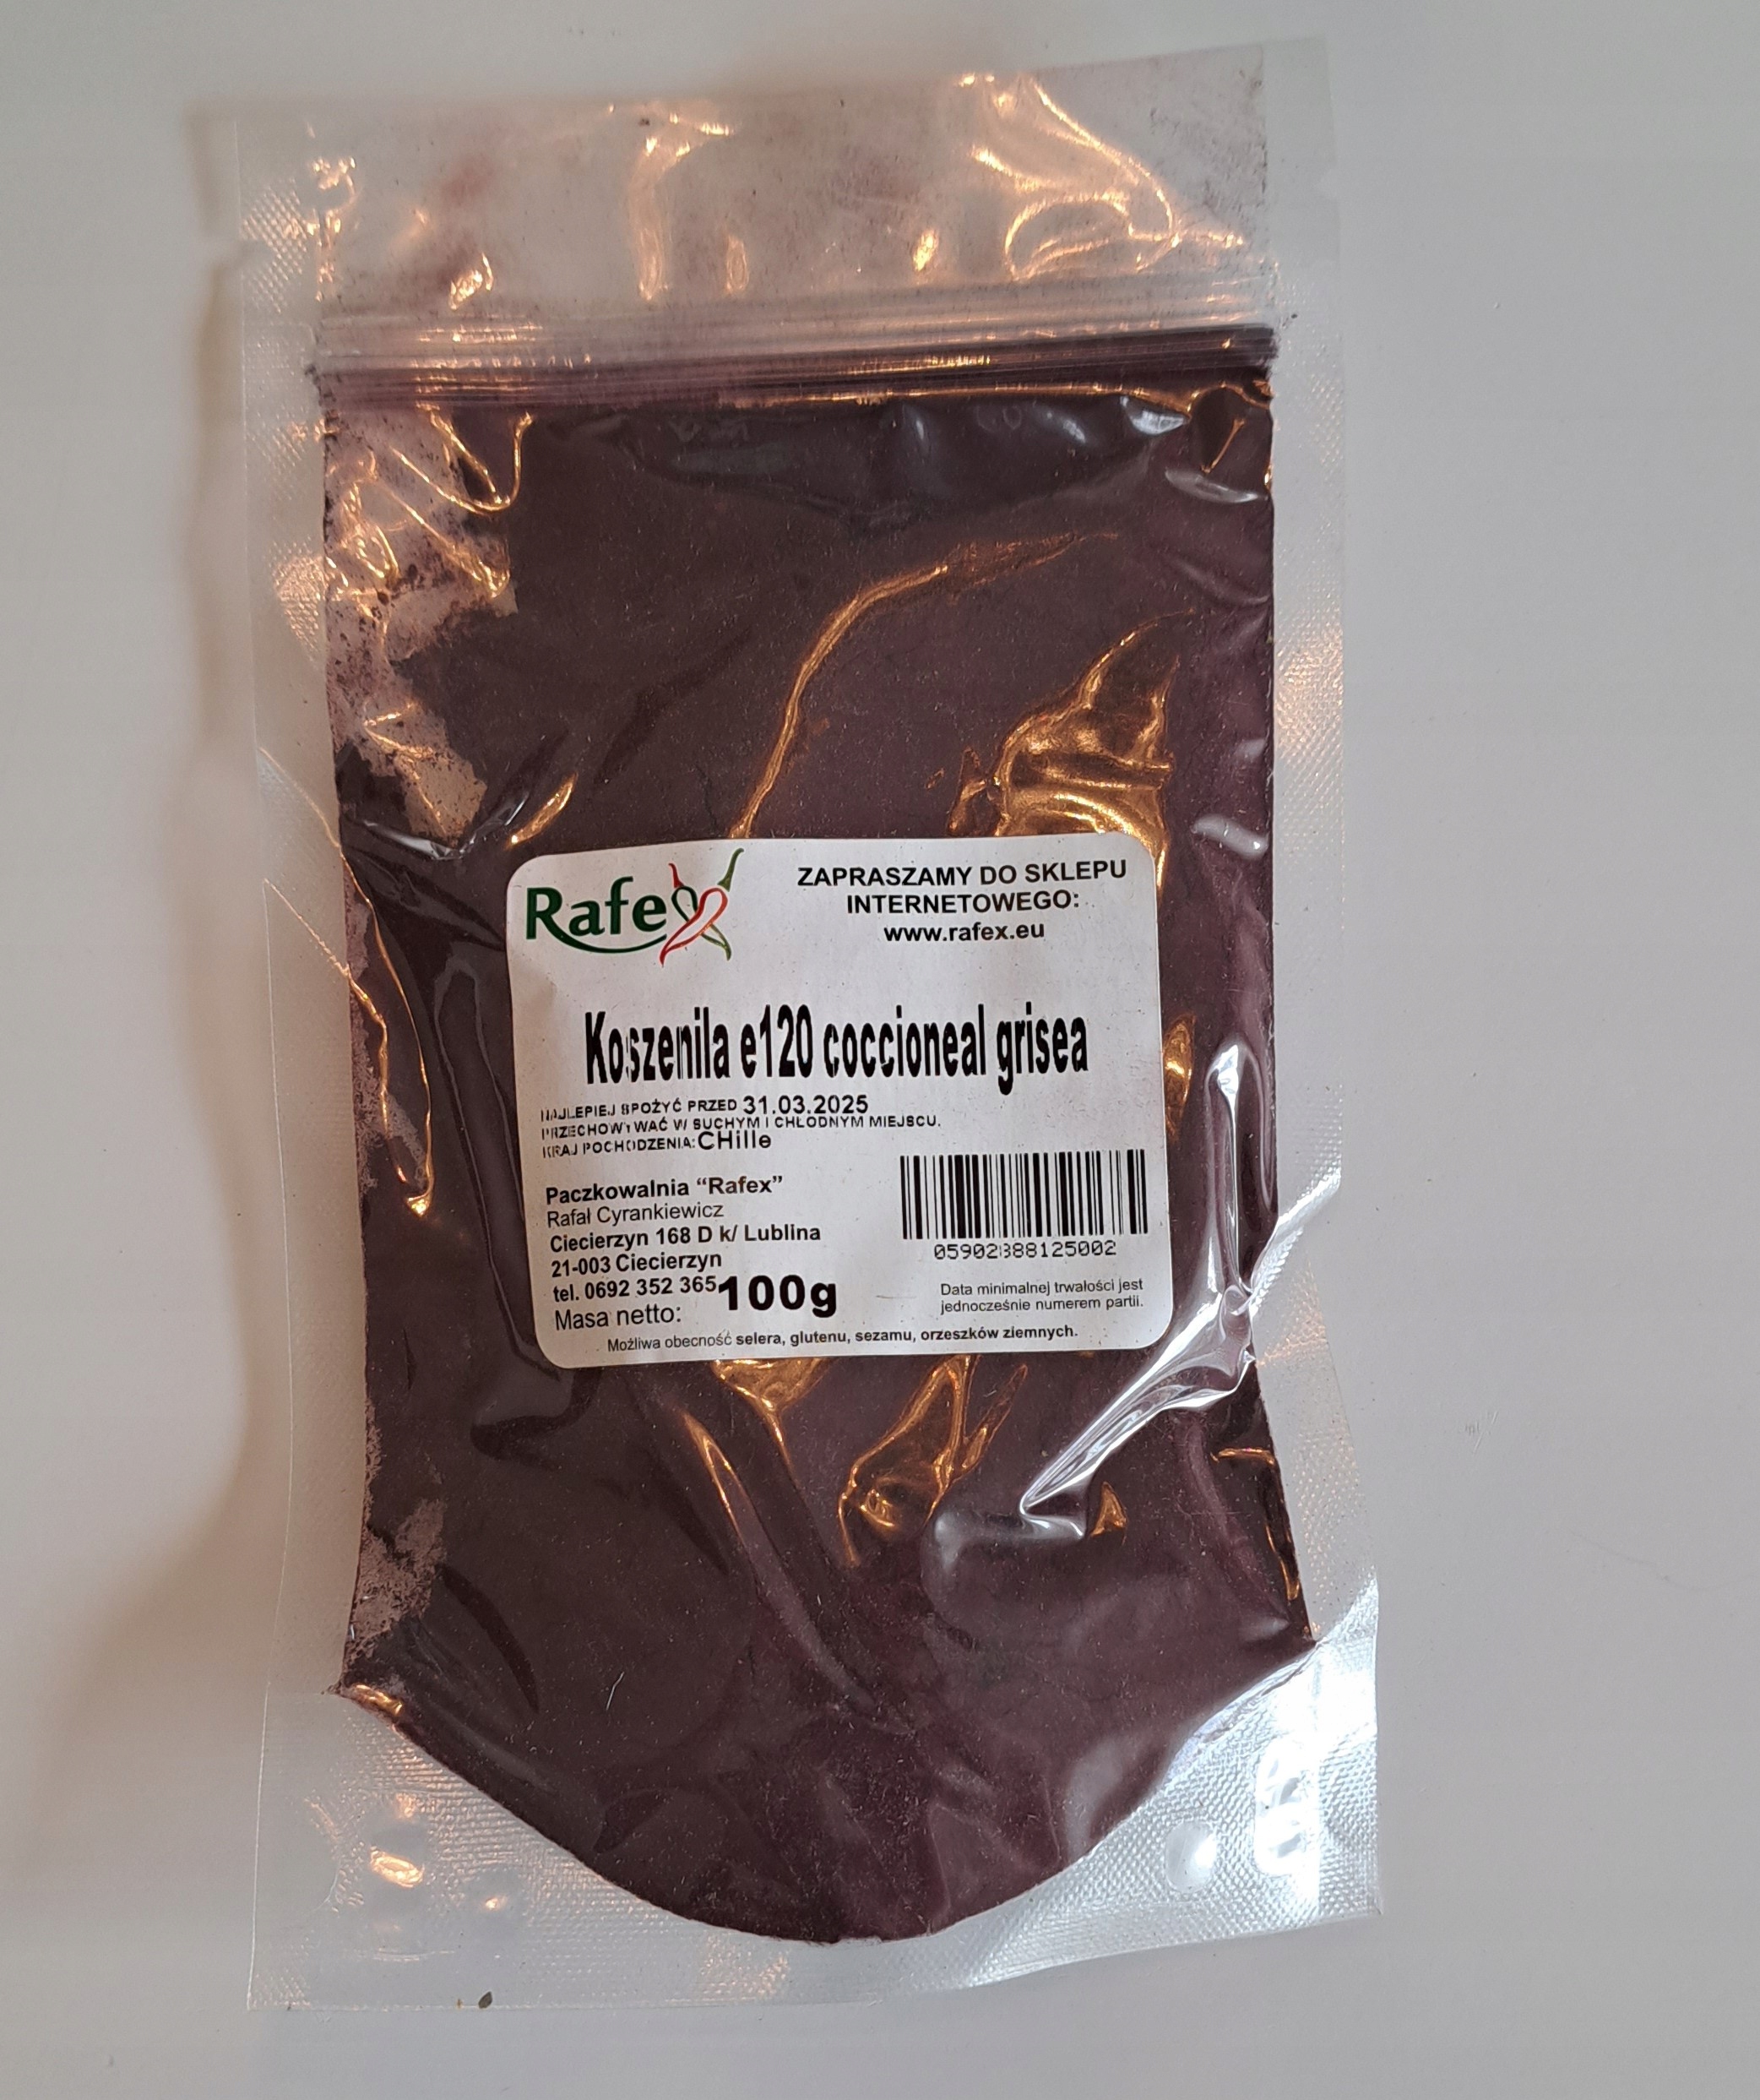 Rafex
ZAPRASZAMY DO SKLEPU
INTERNETOWEGO:
www.rafex.eu
Koszenila e120 coccioneal grisea
NAJLEPIEJ SPOŻYĆ PRZED 31.03.2025
PRZECHOWYWAĆ W SUCHYM I CHŁODNYM MIEJSCU.
KRAJ POCHODZENIA: CHille
Paczkowalnia “Rafex”
Rafał Cyrankiewicz
Ciecierzyn 168 D k/ Lublina
21-003 Ciecierzyn
tel. 0692 352 365
Masa netto: 100g
05902888125002
Data minimalnej trwałości jest
jednocześnie numerem partii.
Możliwa obecność selera, glutenu, sezamu, orzeszków ziemnych.